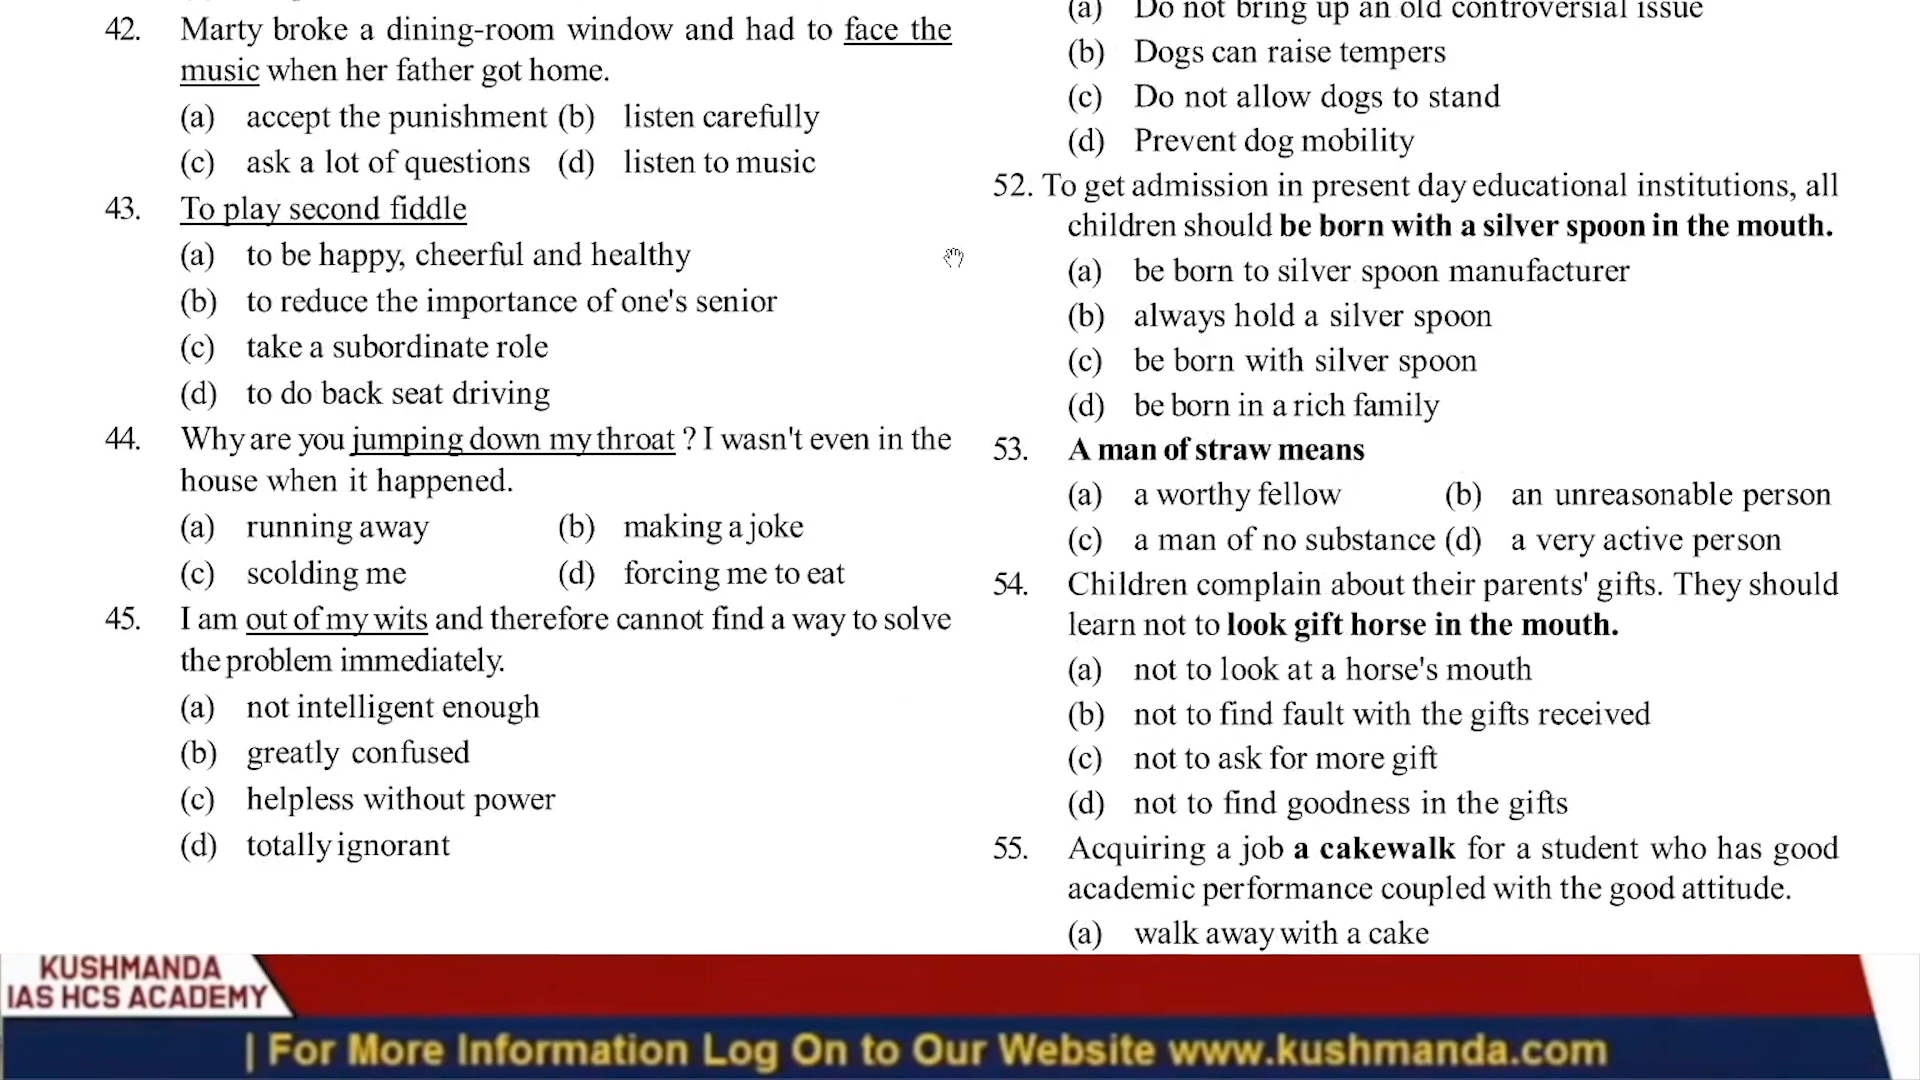 42. Marty broke a dining-room window and had to face the
music when her father got home.
(a) accept the punishment (b) listen carefully
(c) ask a lot of questions (d) listen to music
43. To play second fiddle
(a) to be happy, cheerful and healthy
(b) to reduce the importance of one's senior
(c) take a subordinate role
(d) to do back seat driving
44. Why are you jumping down my throat ? I wasn't even in the
house when it happened.
(a) running away (b) making a joke
(c) scolding me (d) forcing me to eat
45. I am out of my wits and therefore cannot find a way to solve
the problem immediately.
(a) not intelligent enough
(b) greatly confused
(c) helpless without power
(d) totally ignorant
(a) Do not bring up an old controversial issue
(b) Dogs can raise tempers
(c) Do not allow dogs to stand
(d) Prevent dog mobility
52. To get admission in present day educational institutions, all
children should be born with a silver spoon in the mouth.
(a) be born to silver spoon manufacturer
(b) always hold a silver spoon
(c) be born with silver spoon
(d) be born in a rich family
53. A man of straw means
(a) a worthy fellow (b) an unreasonable person
(c) a man of no substance (d) a very active person
54. Children complain about their parents' gifts. They should
learn not to look gift horse in the mouth.
(a) not to look at a horse's mouth
(b) not to find fault with the gifts received
(c) not to ask for more gift
(d) not to find goodness in the gifts
55. Acquiring a job a cakewalk for a student who has good
academic performance coupled with the good attitude.
(a) walk away with a cake
KUSHMANDA
IAS HCS ACADEMY
| For More Information Log On to Our Website www.kushmanda.com